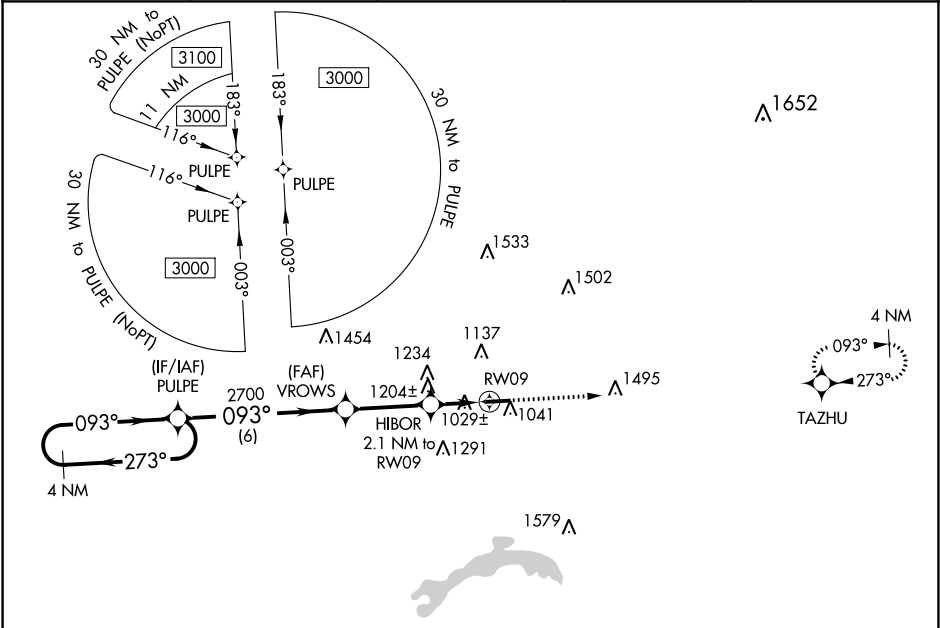 30 NM to
PULPE (NoPT)
3100
11 NM
3000
183°
116°
PULPE
183°
3000
30 NM to PULPE
PULPE
003°
116°
PULPE
30 NM to PULPE (NoPT)
3000
003°
1652
1533
1502
1454
1137
1234
4 NM
093°
273°
TAZHU
(IF/IAF)
PULPE
(FAF)
VROWS
RW09
1495
2700
093°
(6)
1204±
1029±
1041
HIBOR
2.1 NM to
RW09
1291
093°
273°
4 NM
1579